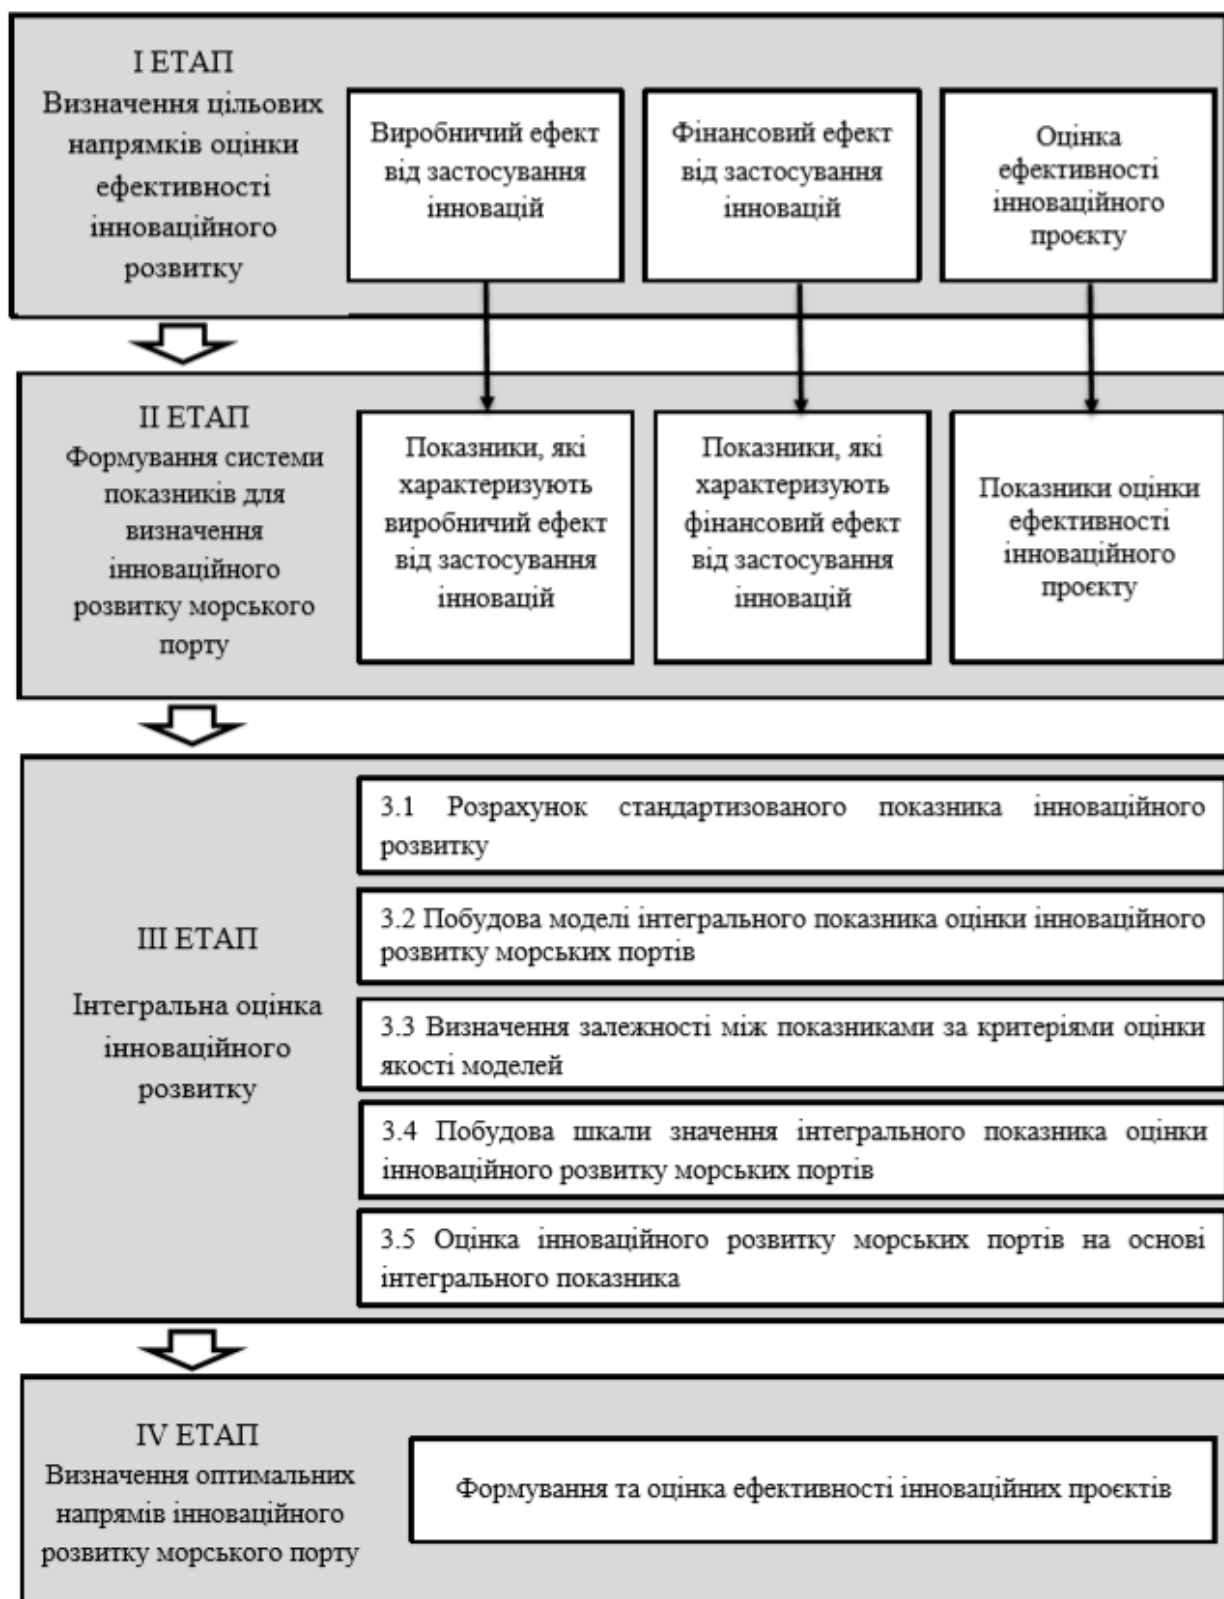 І ЕТАП
Визначення цільових
напрямків оцінки
ефективності
інноваційного
розвитку
Виробничий ефект
від застосування
інновацій
Фінансовий ефект
від застосування
інновацій
Оцінка
ефективності
інноваційного
проєкту
ІІ ЕТАП
Формування системи
показників для
визначення
інноваційного
розвитку морського
порту
Показники, які
характеризують
виробничий ефект
від застосування
інновацій
Показники, які
характеризують
фінансовий ефект
від застосування
інновацій
Показники оцінки
ефективності
інноваційного
проєкту
ІІІ ЕТАП
Інтегральна оцінка
інноваційного
розвитку
3.1 Розрахунок стандартизованого показника інноваційного
розвитку
3.2 Побудова моделі інтегрального показника оцінки інноваційного
розвитку морських портів
3.3 Визначення залежності між показниками за критеріями оцінки
якості моделей
3.4 Побудова шкали значення інтегрального показника оцінки
інноваційного розвитку морських портів
3.5 Оцінка інноваційного розвитку морських портів на основі
інтегрального показника
IV ЕТАП
Визначення оптимальних
напрямів інноваційного
розвитку морського порту
Формування та оцінка ефективності інноваційних проєктів